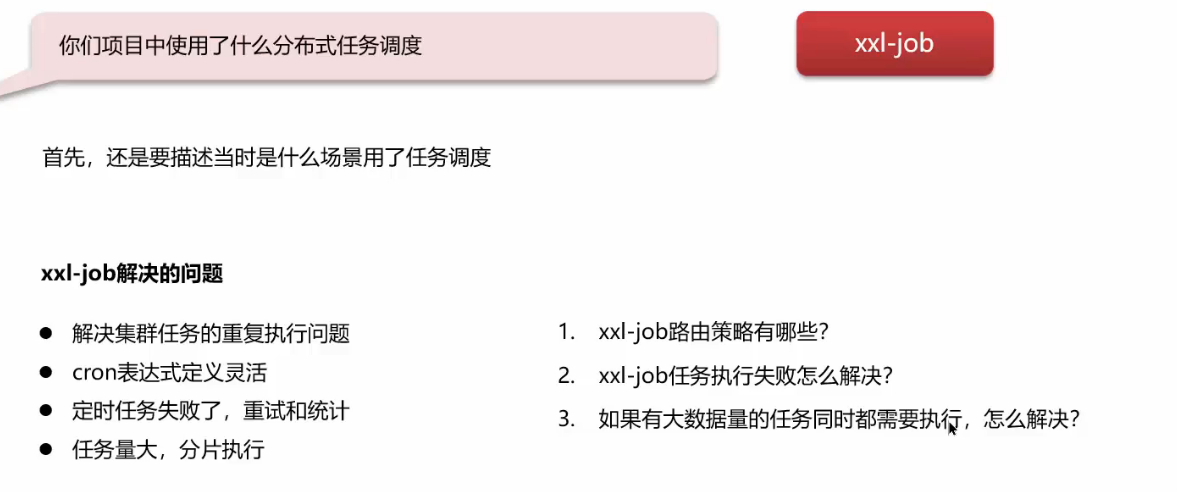 你们项目中使用了什么分布式任务调度
xxl-job
首先，还是要描述当时是什么场景用了任务调度
xxl-job解决的问题
● 解决集群任务的重复执行问题
● cron表达式定义灵活
● 定时任务失败了，重试和统计
● 任务量大，分片执行
1. xxl-job路由策略有哪些？
2. xxl-job任务执行失败怎么解决？
3. 如果有大数据量的任务同时都需要执行，怎么解决？